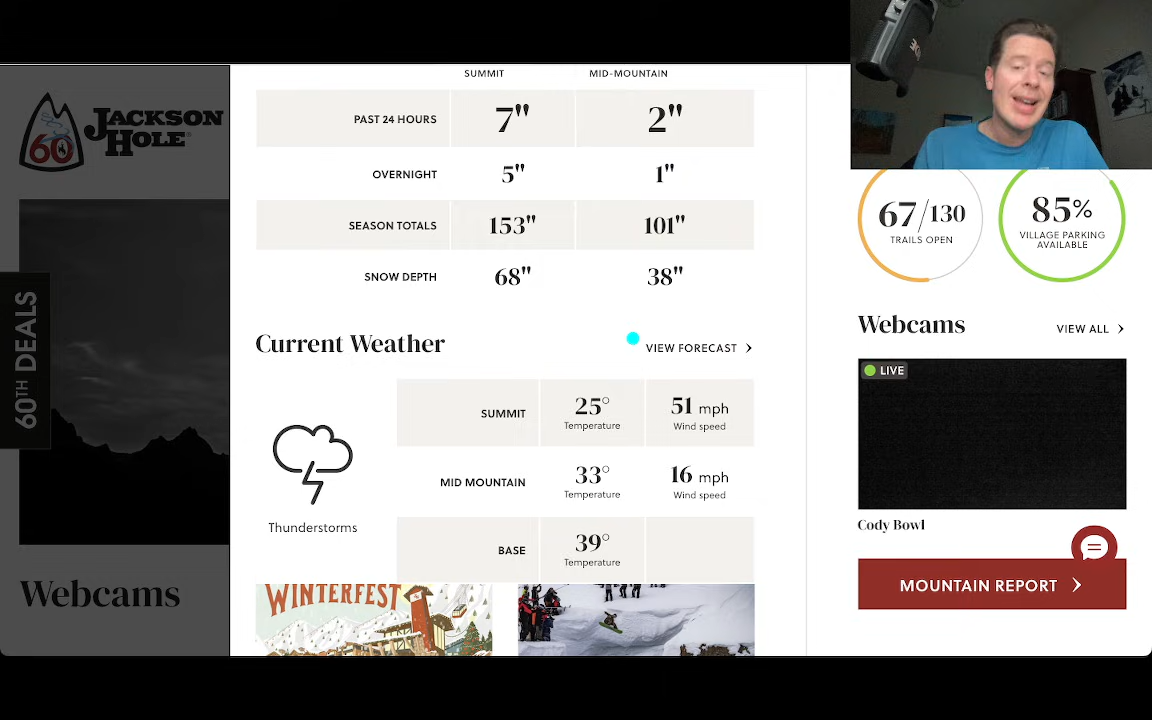 JACKSON
HOLE®
60
60TH DEALS
Webcams
SUMMIT MID-MOUNTAIN
PAST 24 HOURS 7" 2"
OVERNIGHT 5" 1"
SEASON TOTALS 153" 101"
SNOW DEPTH 68" 38"
Current Weather VIEW FORECAST
Thunderstorms
SUMMIT 25° 51 mph
Temperature Wind speed
MID MOUNTAIN 33° 16 mph
Temperature Wind speed
BASE 39°
Temperature
WINTERFEST
67/130
TRAILS OPEN
85%
VILLAGE PARKING
AVAILABLE
Webcams VIEW ALL
LIVE
Cody Bowl
MOUNTAIN REPORT